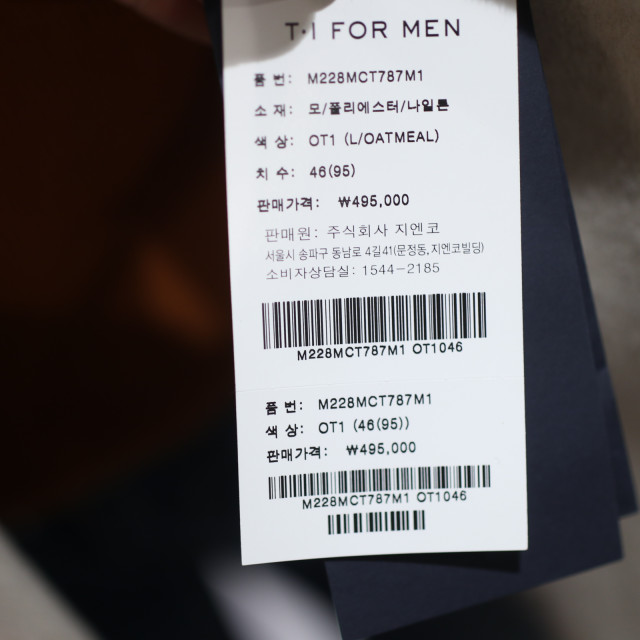 T·I FOR MEN
품 번: M228MCT787M1
소 재: 모/폴리에스터/나일론
색 상: OT1 (L/OATMEAL)
치 수: 46(95)
판매가격: ₩495,000
판매원: 주식회사 지엔코
서울시 송파구 동남로 4길41(문정동,지엔코빌딩)
소비자상담실: 1544-2185
M228MCT787M1 OT1046
품 번: M228MCT787M1
색 상: OT1 (46(95))
판매가격: ₩495,000
M228MCT787M1 OT1046